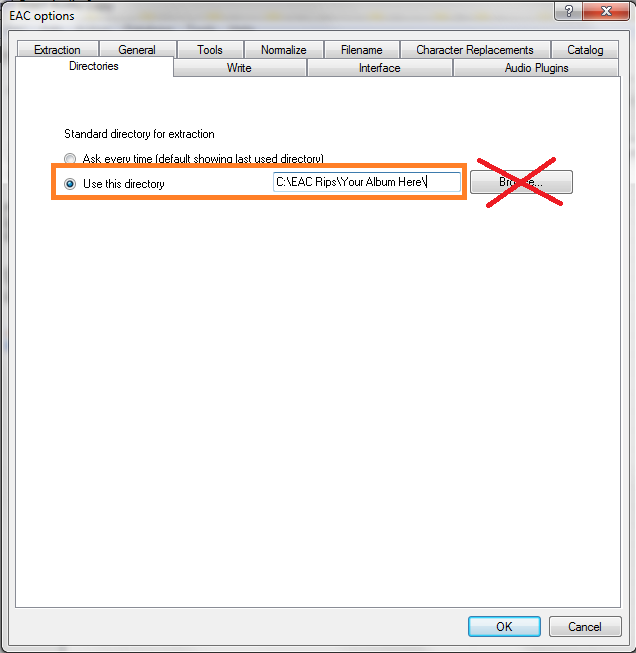 EAC options
?
Extraction General Tools Normalize Filename Character Replacements Catalog
Directories Write Interface Audio Plugins
Standard directory for extraction
Ask every time (default showing last used directory)
Use this directory C:\EAC Rips\Your Album Here\ Browse...
OK Cancel